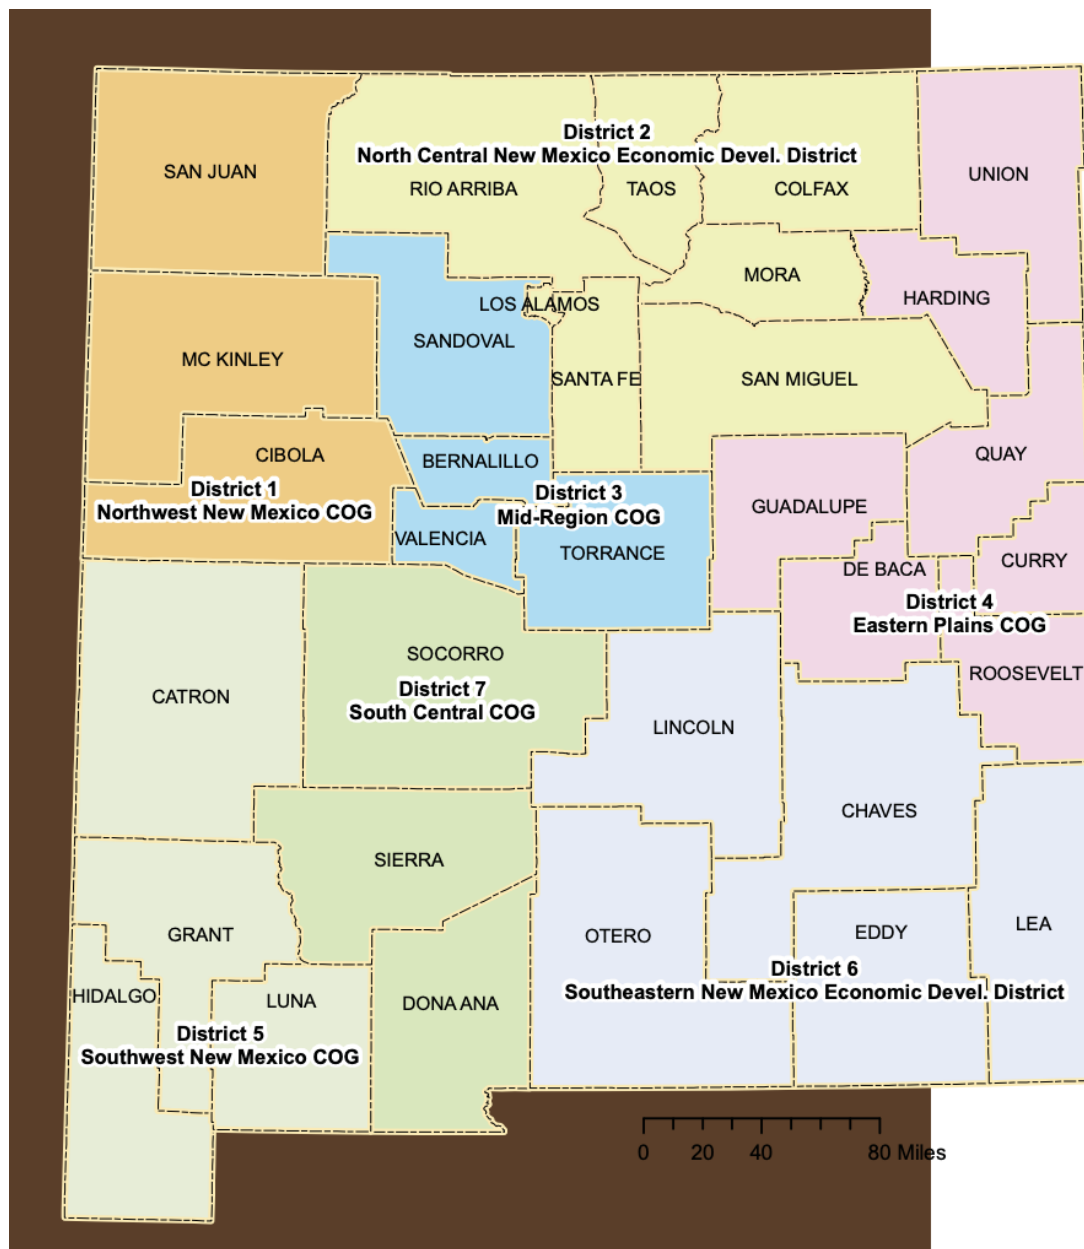 District 2
North Central New Mexico Economic Devel. District
SAN JUAN
RIO ARRIBA
TAOS
COLFAX
UNION
MORA
HARDING
LOS ALAMOS
SANDOVAL
MC KINLEY
SANTA FE
SAN MIGUEL
CIBOLA
BERNALILLO
QUAY
District 1
Northwest New Mexico COG
District 3
Mid-Region COG
GUADALUPE
VALENCIA
TORRANCE
DE BACA
CURRY
District 4
Eastern Plains COG
SOCORRO
ROOSEVELT
District 7
South Central COG
CATRON
LINCOLN
CHAVES
SIERRA
GRANT
OTERO
EDDY
LEA
District 6
Southeastern New Mexico Economic Devel. District
HIDALGO
LUNA
DONA ANA
District 5
Southwest New Mexico COG
0 20 40 80 Miles